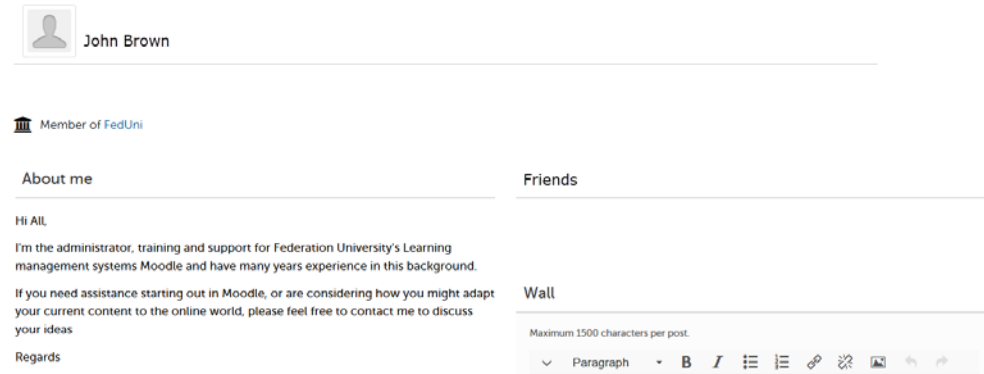 John Brown
Member of FedUni
About me
Hi All,
I'm the administrator, training and support for Federation University's Learning
management systems Moodle and have many years experience in this background.
If you need assistance starting out in Moodle, or are considering how you might adapt
your current content to the online world, please feel free to contact me to discuss
your ideas
Regards
Friends
Wall
Maximum 1500 characters per post.
Paragraph B I